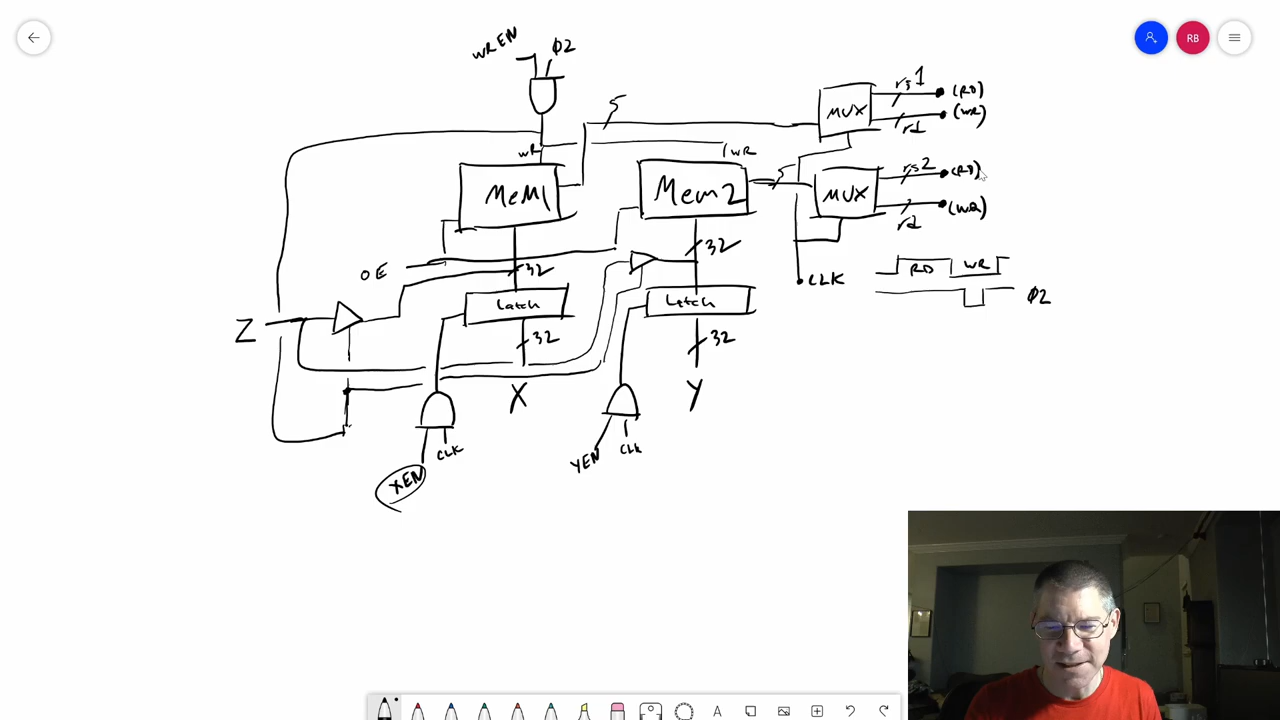 WREN
Φ2
RB
5
rs1
(RD)
MUX
(WR)
rd
WR
WR
Mem1
Mem2
5
rs2
(RD)
MUX
(WR)
rd
32
OE
32
RD
WR
CLK
Latch
Latch
Φ2
Z
32
32
X
Y
CLK
CLK
XEN
YEN
A